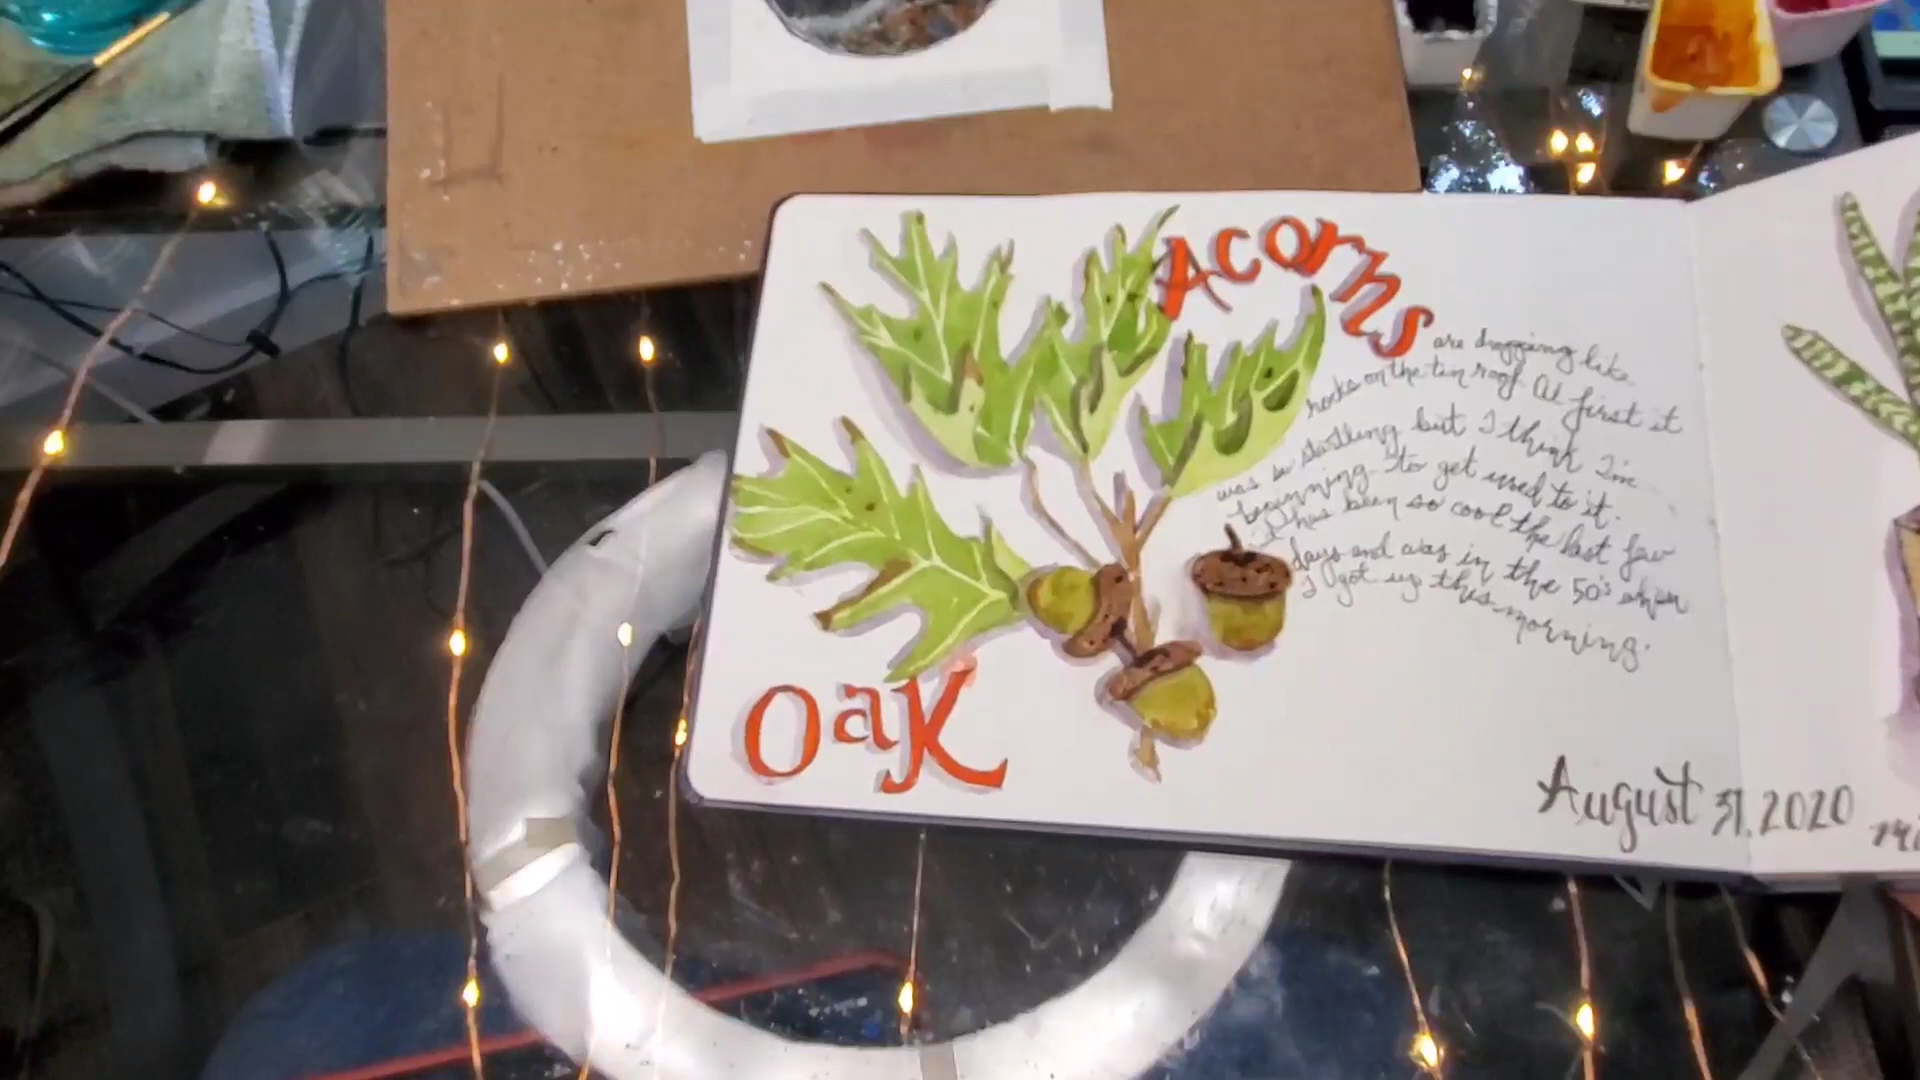 Acorns
are dropping like
rocks on the tin roof. At first it
was so startling but I think I'm
beginning to get used to it.
It has been so cool the last few
days and was in the 50's when
I got up this morning.
Oak
August 31, 2020